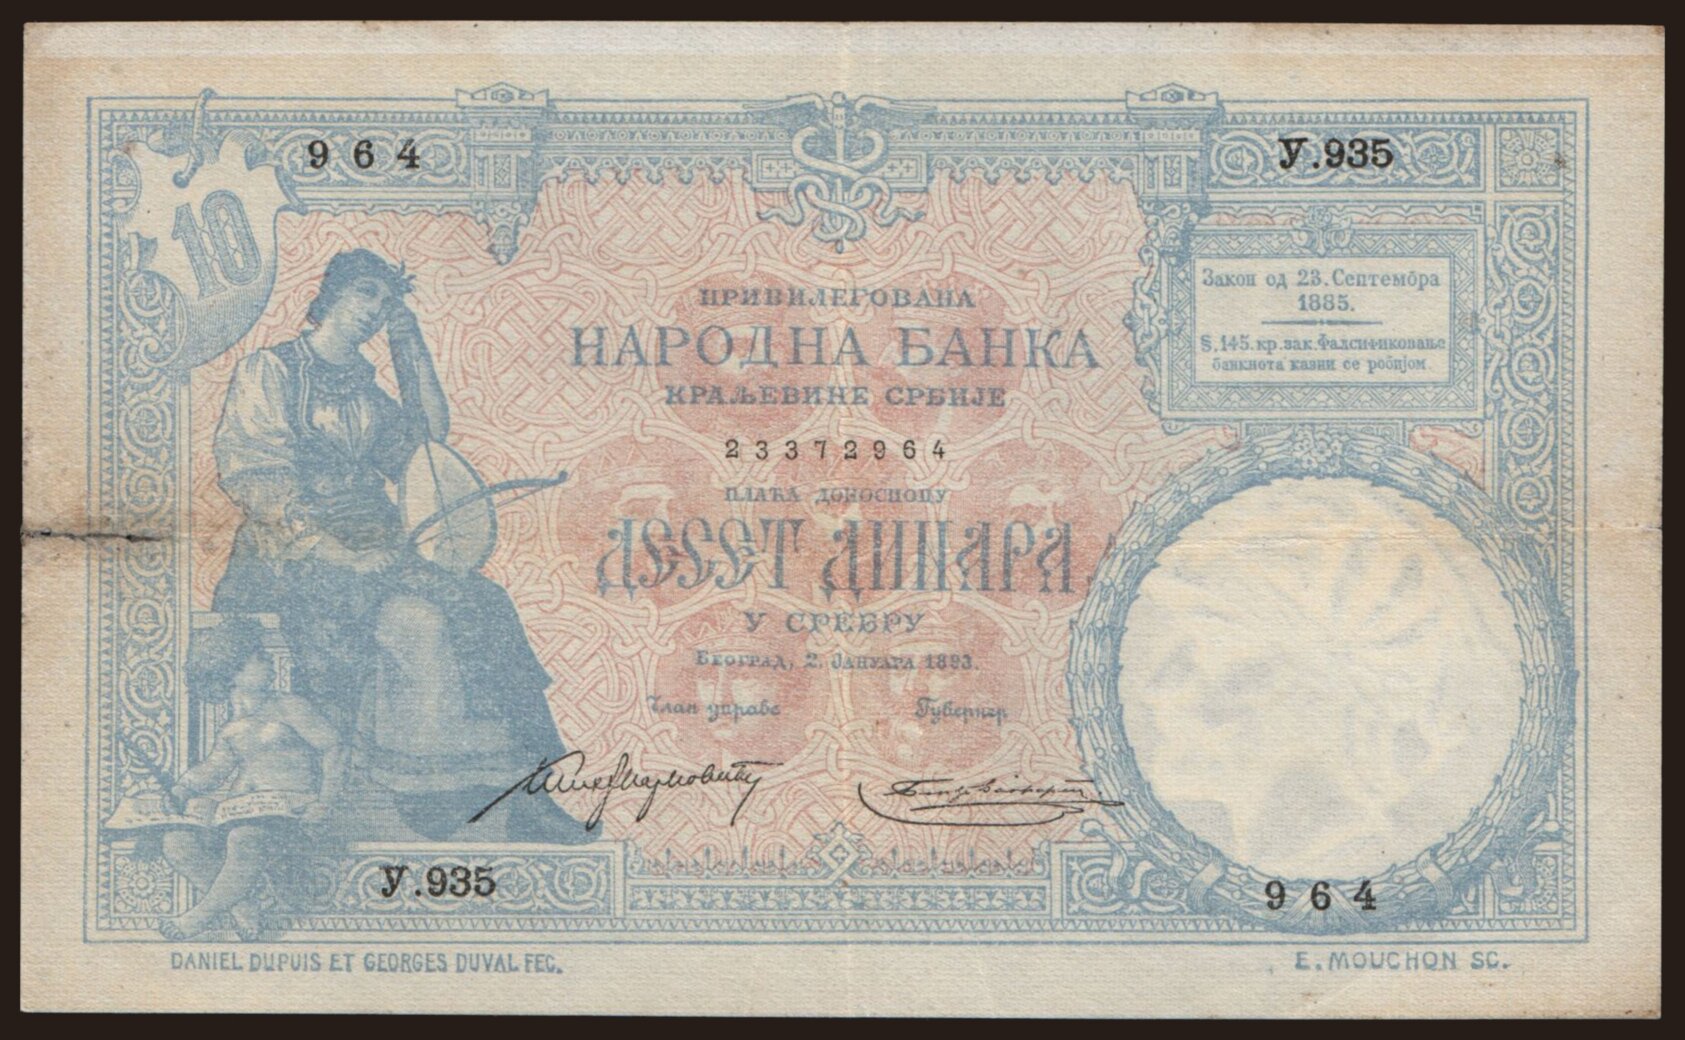 964
У.935
10
Закон од 23. Септембра
1885.
§.145.кр.зак.Фалсификовање
банкнота казни се робијом.
ПРИВИЛЕГОВАНА
НАРОДНА БАНКА
КРАЉЕВИНЕ СРБИЈЕ
23372964
ПЛАЋА ДОНОСИОЦУ
ДЕСЕТ ДИНАРА
У СРЕБРУ
БЕОГРАД, 2. ЈАНУАРА 1893.
Члан управе
Гувернер
У.935
964
DANIEL DUPUIS ET GEORGES DUVAL FEC.
E. MOUCHON SC.